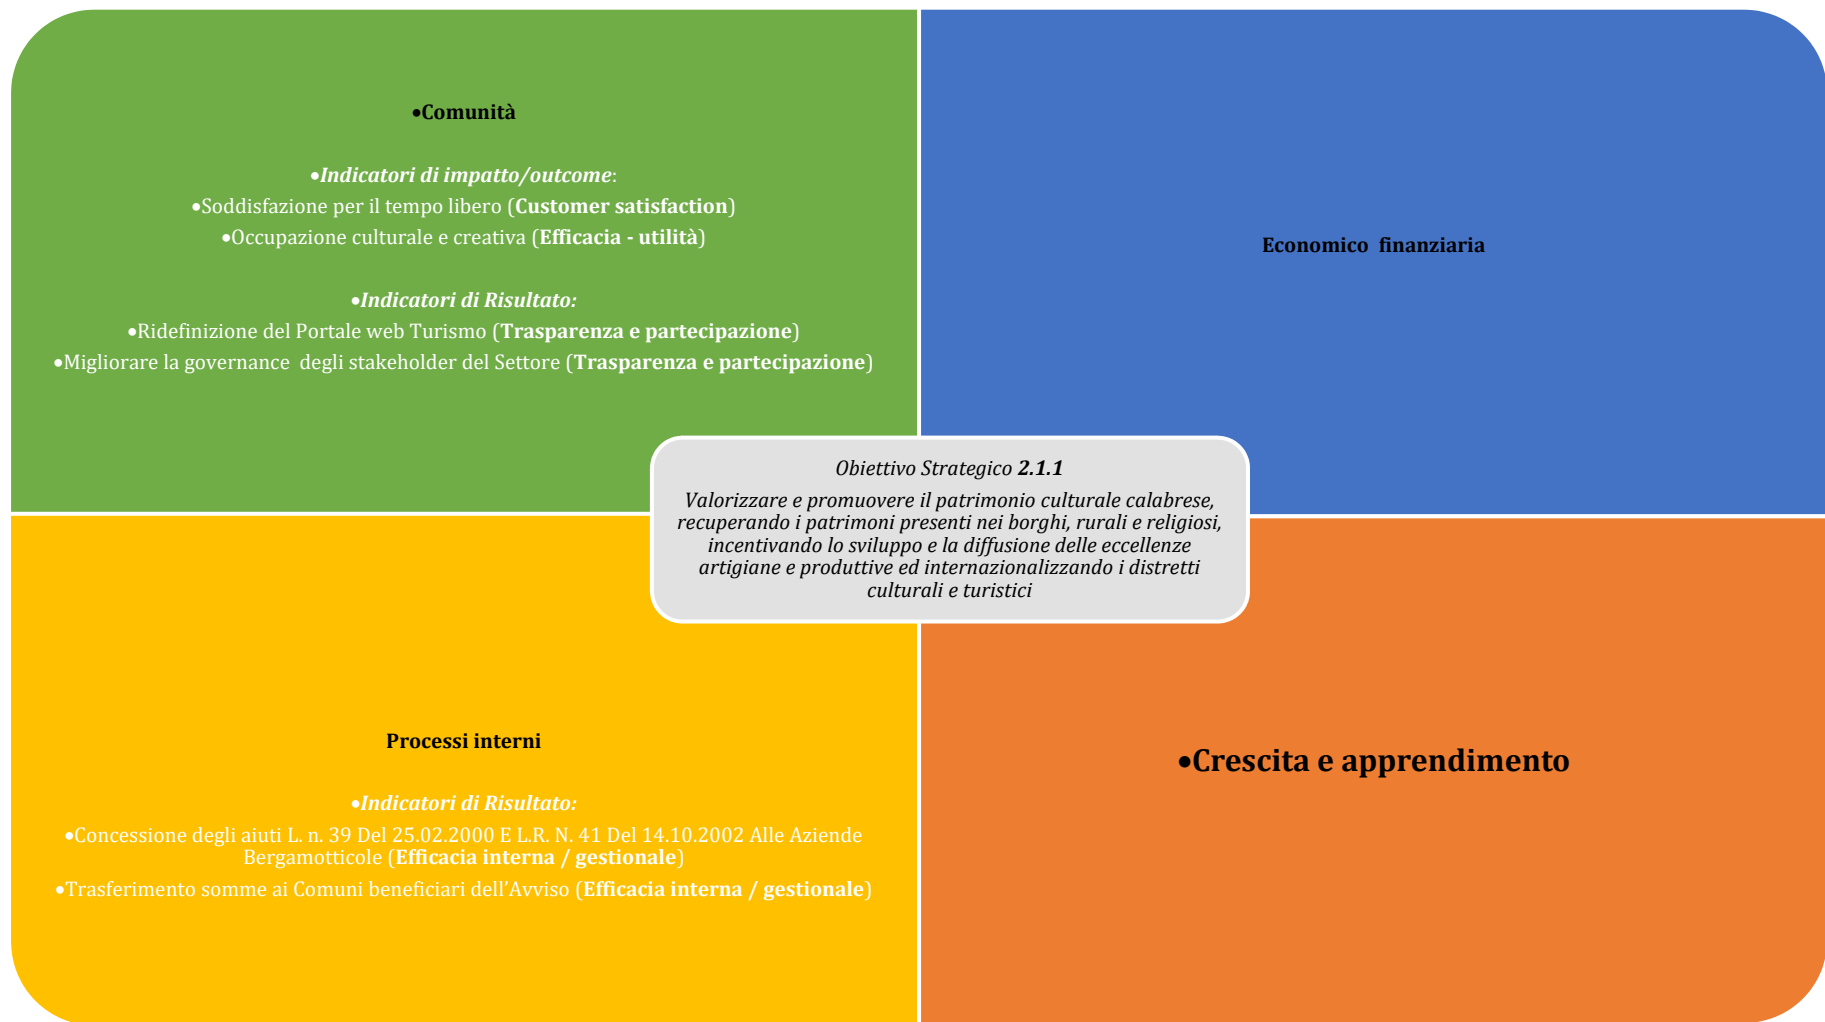 •Comunità
•Indicatori di impatto/outcome:
•Soddisfazione per il tempo libero (Customer satisfaction)
•Occupazione culturale e creativa (Efficacia - utilità)
•Indicatori di Risultato:
•Ridefinizione del Portale web Turismo (Trasparenza e partecipazione)
•Migliorare la governance  degli stakeholder del Settore (Trasparenza e partecipazione)
Economico  finanziaria
Obiettivo Strategico 2.1.1
Valorizzare e promuovere il patrimonio culturale calabrese,
recuperando i patrimoni presenti nei borghi, rurali e religiosi,
incentivando lo sviluppo e la diffusione delle eccellenze
artigiane e produttive ed internazionalizzando i distretti
culturali e turistici
Processi interni
•Indicatori di Risultato:
•Concessione degli aiuti L. n. 39 Del 25.02.2000 E L.R. N. 41 Del 14.10.2002 Alle Aziende
Bergamotticole (Efficacia interna / gestionale)
•Trasferimento somme ai Comuni beneficiari dell'Avviso (Efficacia interna / gestionale)
•Crescita e apprendimento